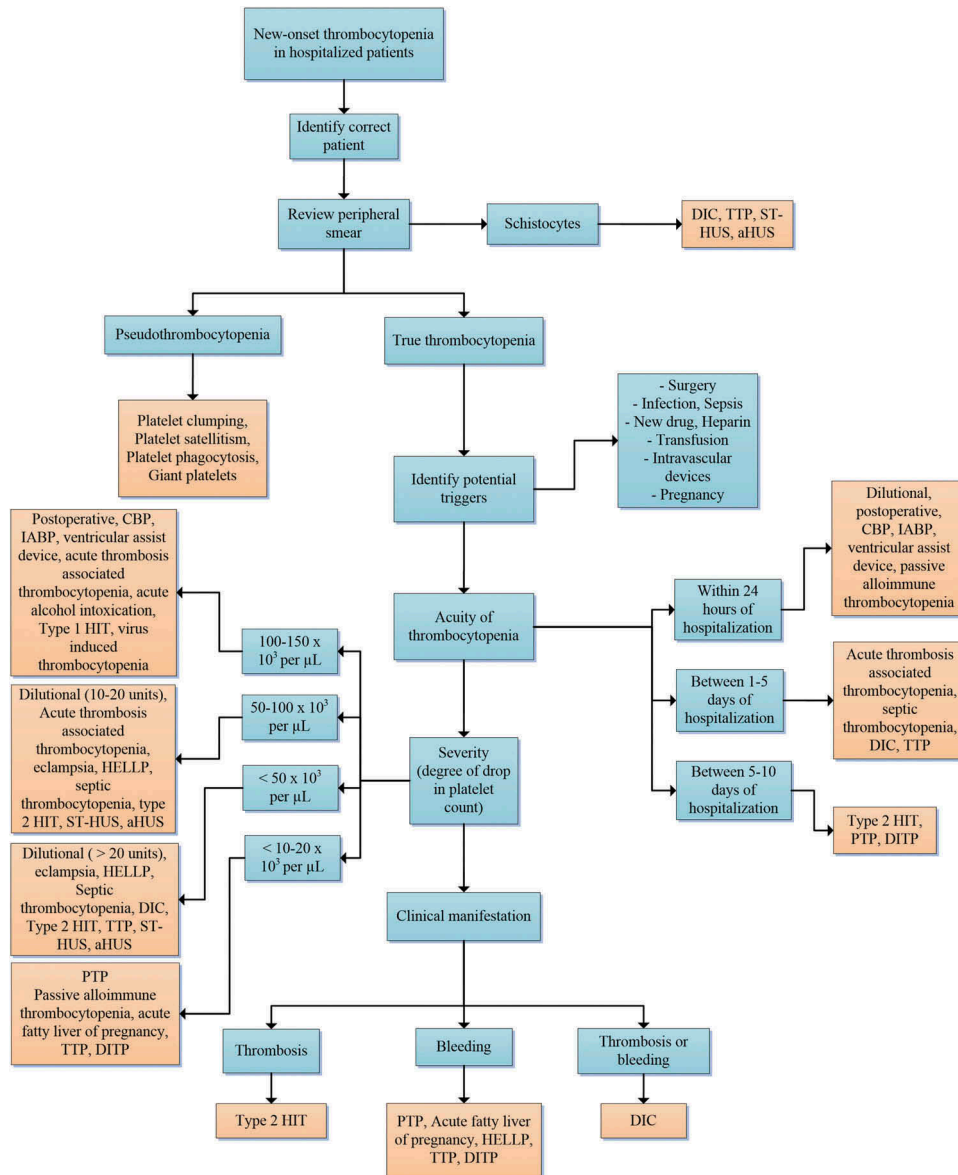 New-onset thrombocytopenia
in hospitalized patients
Identify correct
patient
Review peripheral
smear
Schistocytes
DIC, TTP, ST-
HUS, aHUS
Pseudothrombocytopenia
True thrombocytopenia
Platelet clumping,
Platelet satellitism,
Platelet phagocytosis,
Giant platelets
- Surgery
- Infection, Sepsis
- New drug, Heparin
- Transfusion
- Intravascular
devices
- Pregnancy
Identify potential
triggers
Dilutional,
postoperative,
CBP, IABP,
ventricular assist
device, passive
alloimmune
thrombocytopenia
Postoperative, CBP,
IABP, ventricular assist
device, acute thrombosis
associated
thrombocytopenia, acute
alcohol intoxication,
Type 1 HIT, virus
induced thrombocytopenia
Acuity of
thrombocytopenia
Within 24
hours of
hospitalization
100-150 x
10³ per µL
Between 1-5
days of
hospitalization
Acute thrombosis
associated
thrombocytopenia,
septic
thrombocytopenia,
DIC, TTP
Dilutional (10-20 units),
Acute thrombosis
associated
thrombocytopenia,
eclampsia, HELLP,
septic
thrombocytopenia, type
2 HIT, ST-HUS, aHUS
50-100 x 10³
per µL
Severity
(degree of drop
in platelet
count)
< 50 x 10³
per µL
Between 5-10
days of
hospitalization
Type 2 HIT,
PTP, DITP
< 10-20 x
10³ per µL
Dilutional ( > 20 units),
eclampsia, HELLP,
Septic
thrombocytopenia, DIC,
Type 2 HIT, TTP, ST-
HUS, aHUS
Clinical manifestation
PTP
Passive alloimmune
thrombocytopenia, acute
fatty liver of pregnancy,
TTP, DITP
Thrombosis
Bleeding
Thrombosis or
bleeding
Type 2 HIT
PTP, Acute fatty liver
of pregnancy, HELLP,
TTP, DITP
DIC